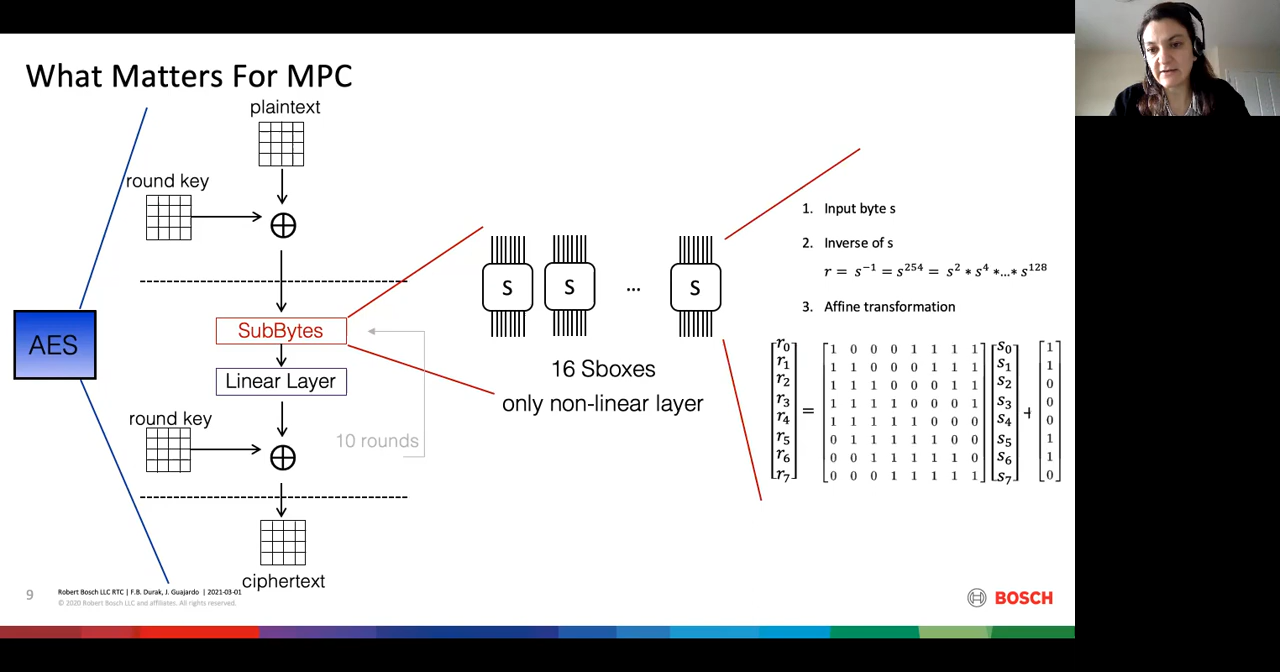 What Matters For MPC
plaintext
round key
AES
SubBytes
Linear Layer
round key
10 rounds
ciphertext
S S ... S
16 Sboxes
only non-linear layer
1. Input byte s
2. Inverse of s
r = s⁻¹ = s²⁵⁴ = s² * s⁴ *…* s¹²⁸
3. Affine transformation
r₀ 1 0 0 0 1 1 1 1 s₀ 1
r₁ 1 1 0 0 0 1 1 1 s₁ 1
r₂ 1 1 1 0 0 0 1 1 s₂ 0
r₃ = 1 1 1 1 0 0 0 1 s₃ + 0
r₄ 1 1 1 1 1 0 0 0 s₄ 0
r₅ 0 1 1 1 1 1 0 0 s₅ 1
r₆ 0 0 1 1 1 1 1 0 s₆ 1
r₇ 0 0 0 1 1 1 1 1 s₇ 0
9
Robert Bosch LLC RTC | F.B. Durak, J. Guajardo | 2021-03-01
© 2020 Robert Bosch LLC and affiliates. All rights reserved.
BOSCH